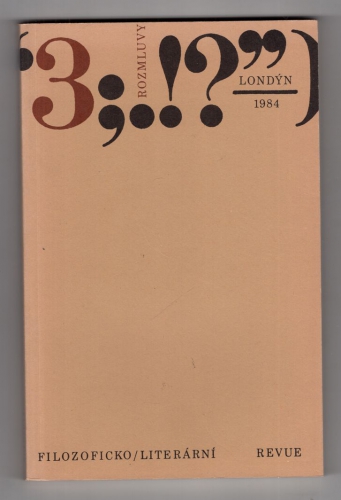 ‘3;.!?”)
ROZMLUVY
LONDÝN
1984
FILOZOFICKO/LITERÁRNÍ REVUE